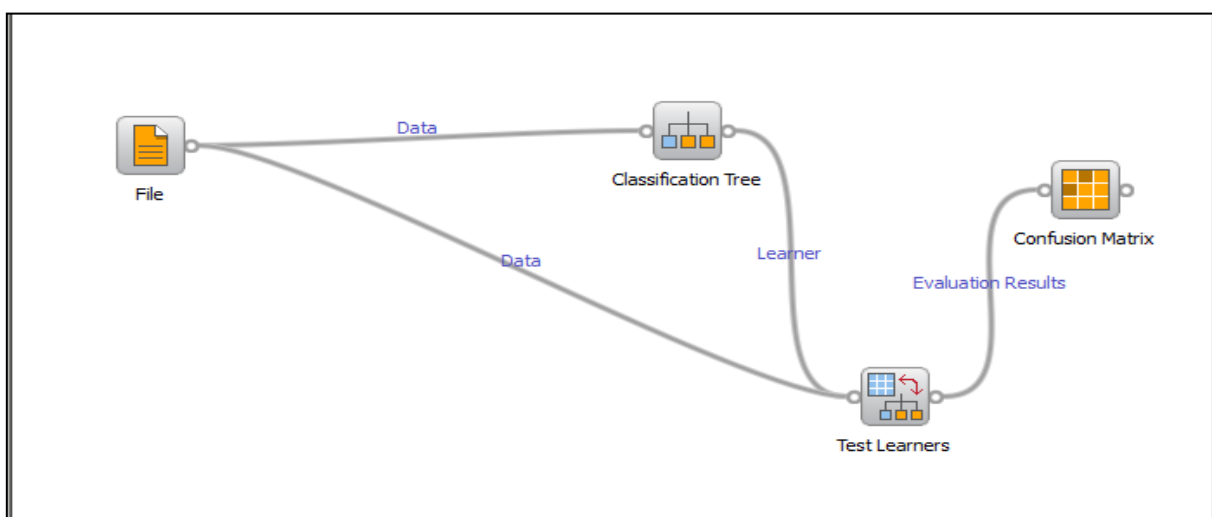 Data
Classification Tree
File
Confusion Matrix
Data
Learner
Evaluation Results
Test Learners